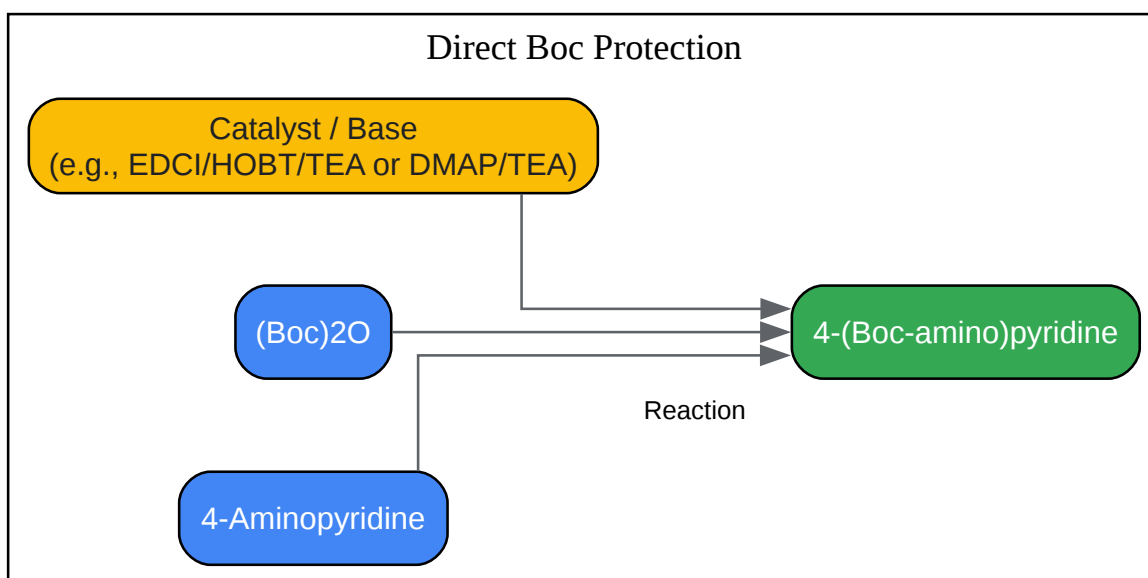 Direct Boc Protection
Catalyst / Base
(e.g., EDCI/HOBT/TEA or DMAP/TEA)
(Boc)2O
4-(Boc-amino)pyridine
Reaction
4-Aminopyridine